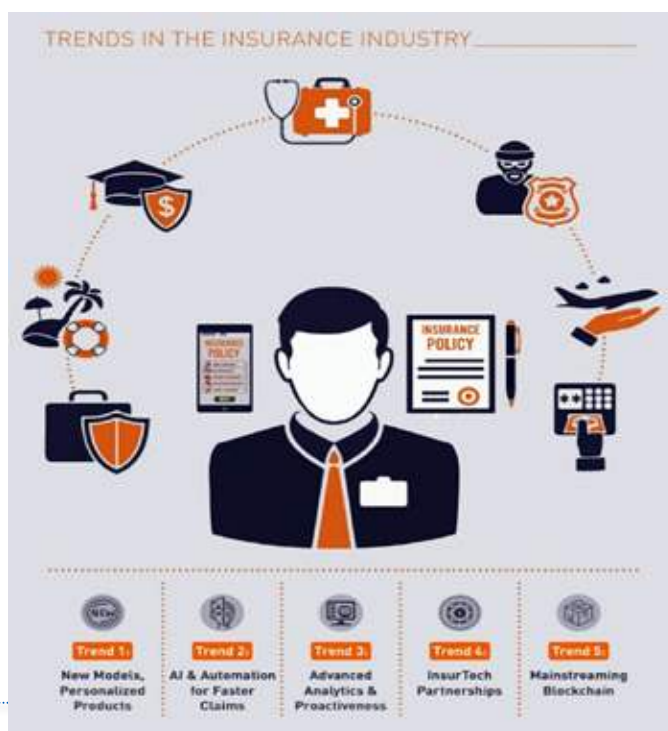 TRENDS IN THE INSURANCE INDUSTRY
$
INSURANCE
POLICY
INSURANCE
POLICY
Trend 1:
New Models,
Personalized
Products
Trend 2:
AI & Automation
for Faster
Claims
Trend 3:
Advanced
Analytics &
Proactiveness
Trend 4:
InsurTech
Partnerships
Trend 5:
Mainstreaming
Blockchain